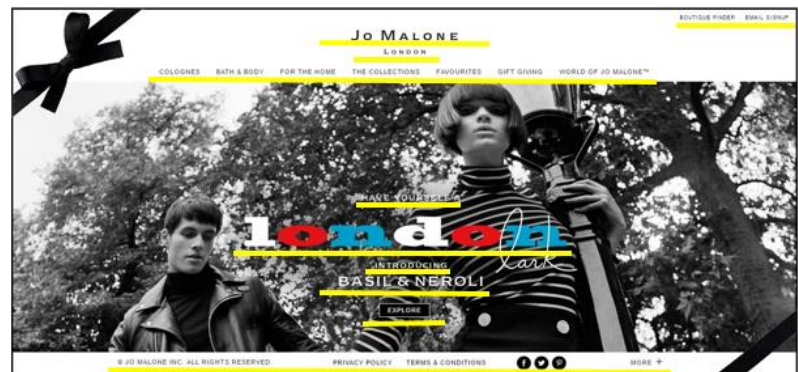 BOUTIQUE FINDER EMAIL SIGNUP
JO MALONE
LONDON
COLOGNES BATH & BODY FOR THE HOME THE COLLECTIONS FAVOURITES GIFT GIVING WORLD OF JO MALONE™
HAVE YOURSELF A
london
lark
INTRODUCING
BASIL & NEROLI
EXPLORE
© JO MALONE INC. ALL RIGHTS RESERVED. PRIVACY POLICY TERMS & CONDITIONS MORE +